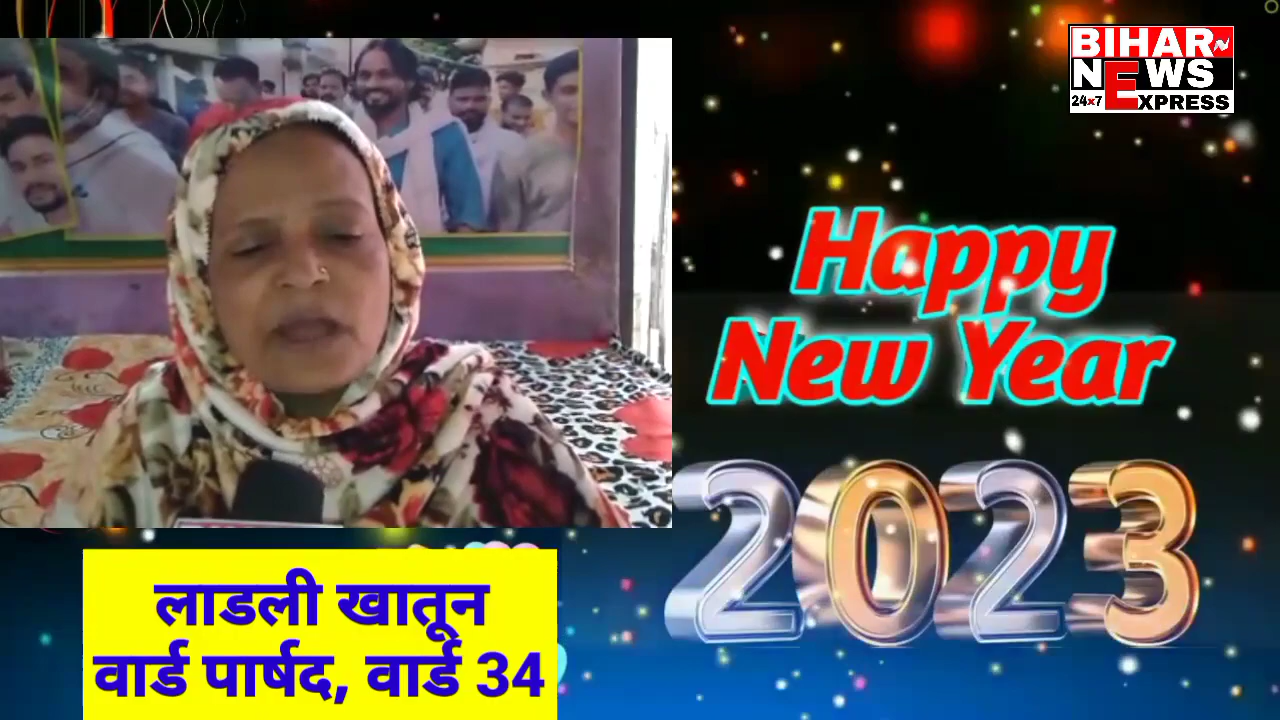 BIHAR
NEWS
24x7 EXPRESS
Happy
New Year
2023
लाडली खातून
वार्ड पार्षद, वार्ड 34